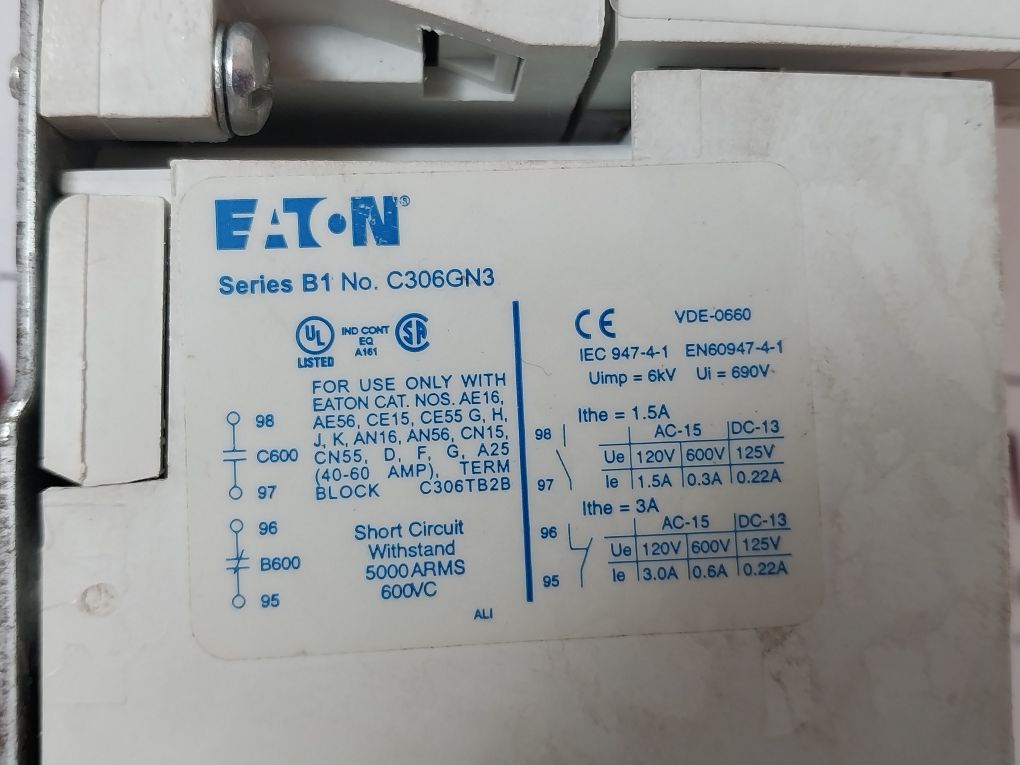 EATON®
Series B1 No. C306GN3
UL LISTED
IND CONT
EQ
A161
SA
FOR USE ONLY WITH
EATON CAT. NOS. AE16,
AE56, CE15, CE55 G, H,
J, K, AN16, AN56, CN15,
CN55, D, F, G, A25
(40-60 AMP), TERM
BLOCK C306TB2B
98
C600
97
96
B600
95
Short Circuit
Withstand
5000ARMS
600VC
ALI
CE VDE-0660
IEC 947-4-1 EN60947-4-1
Uimp = 6kV Ui = 690V
Ithe = 1.5A
98
97
AC-15 DC-13
Ue 120V 600V 125V
Ie 1.5A 0.3A 0.22A
Ithe = 3A
96
95
AC-15 DC-13
Ue 120V 600V 125V
Ie 3.0A 0.6A 0.22A